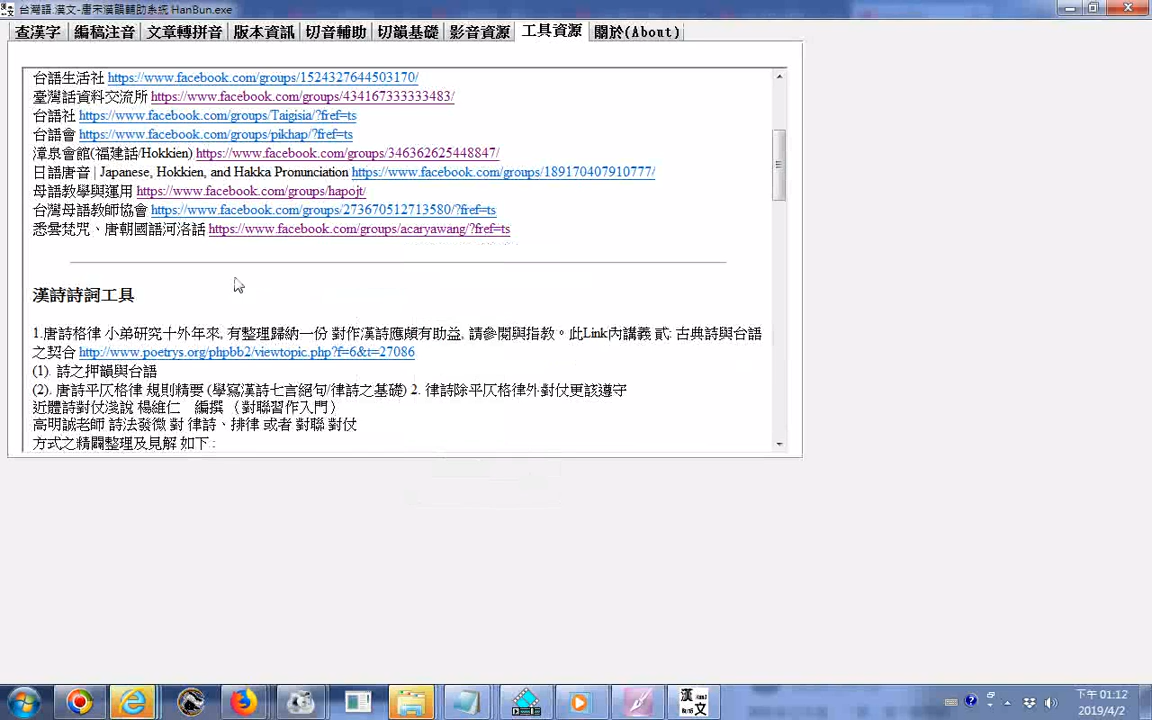 台灣語.漢文-唐宋漢韻輔助系統 HanBun.exe
查漢字 編稿注音 文章轉拼音 版本資訊 切音輔助 切韻基礎 影音資源 工具資源 關於(About)
台語生活社 https://www.facebook.com/groups/1524327644503170/
臺灣話資料交流所 https://www.facebook.com/groups/434167333333483/
台語社 https://www.facebook.com/groups/Taigisia/?fref=ts
台語會 https://www.facebook.com/groups/pikhap/?fref=ts
漳泉會館(福建話/Hokkien) https://www.facebook.com/groups/346362625448847/
日語唐音 | Japanese, Hokkien, and Hakka Pronunciation https://www.facebook.com/groups/189170407910777/
母語教學與運用 https://www.facebook.com/groups/hapojt/
台灣母語教師協會 https://www.facebook.com/groups/273670512713580/?fref=ts
悉曇梵咒、唐朝國語河洛話 https://www.facebook.com/groups/acaryawang/?fref=ts
漢詩詩詞工具
1.唐詩格律 小弟研究十外年來, 有整理歸納一份 對作漢詩應頗有助益, 請參閱與指教。此Link內講義 貳: 古典詩與台語
之契合 http://www.poetrys.org/phpbb2/viewtopic.php?f=6&t=27086
(1). 詩之押韻與台語
(2). 唐詩平仄格律 規則精要 (學寫漢詩七言絕句/律詩之基礎) 2. 律詩除平仄格律外對仗更該遵守
近體詩對仗淺說 楊維仁　編撰 （對聯習作入門）
高明誠老師 詩法發微 對 律詩、排律 或者 對聯 對仗
方式之精闢整理及見解 如下 :
漢文
下午 01:12
2019/4/2